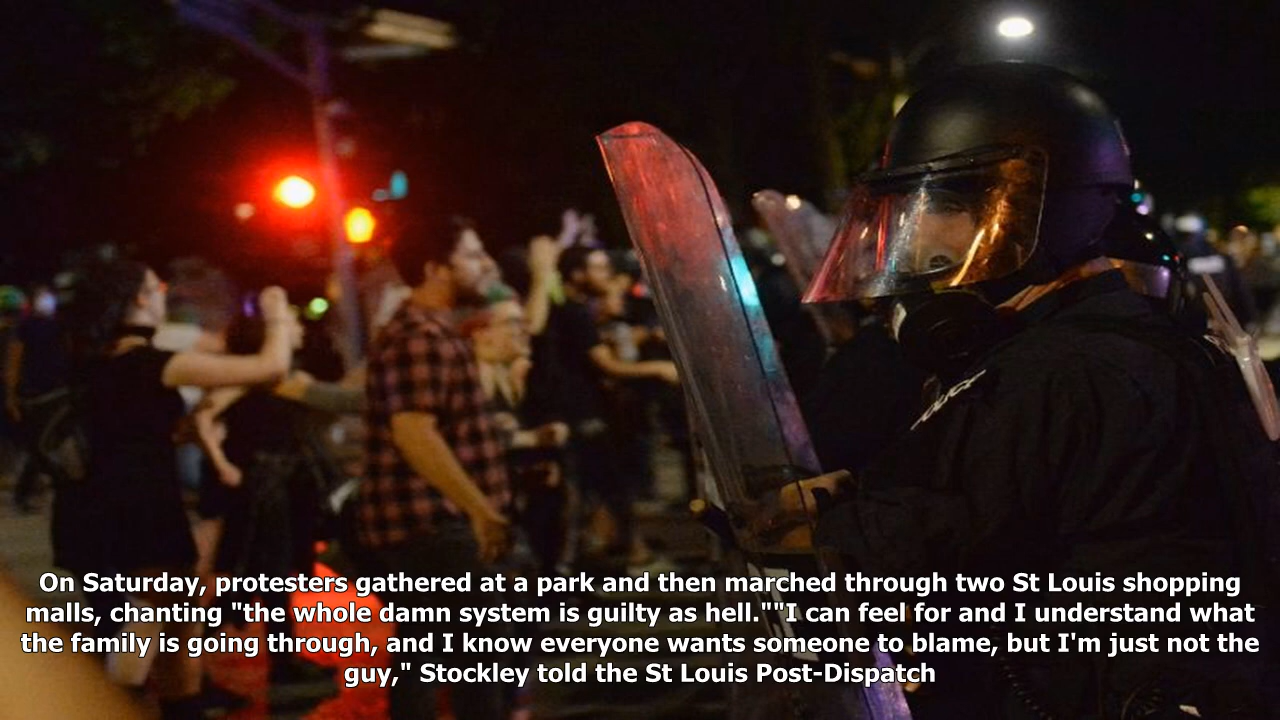 On Saturday, protesters gathered at a park and then marched through two St Louis shopping
malls, chanting "the whole damn system is guilty as hell.""I can feel for and I understand what
the family is going through, and I know everyone wants someone to blame, but I'm just not the
guy," Stockley told the St Louis Post-Dispatch